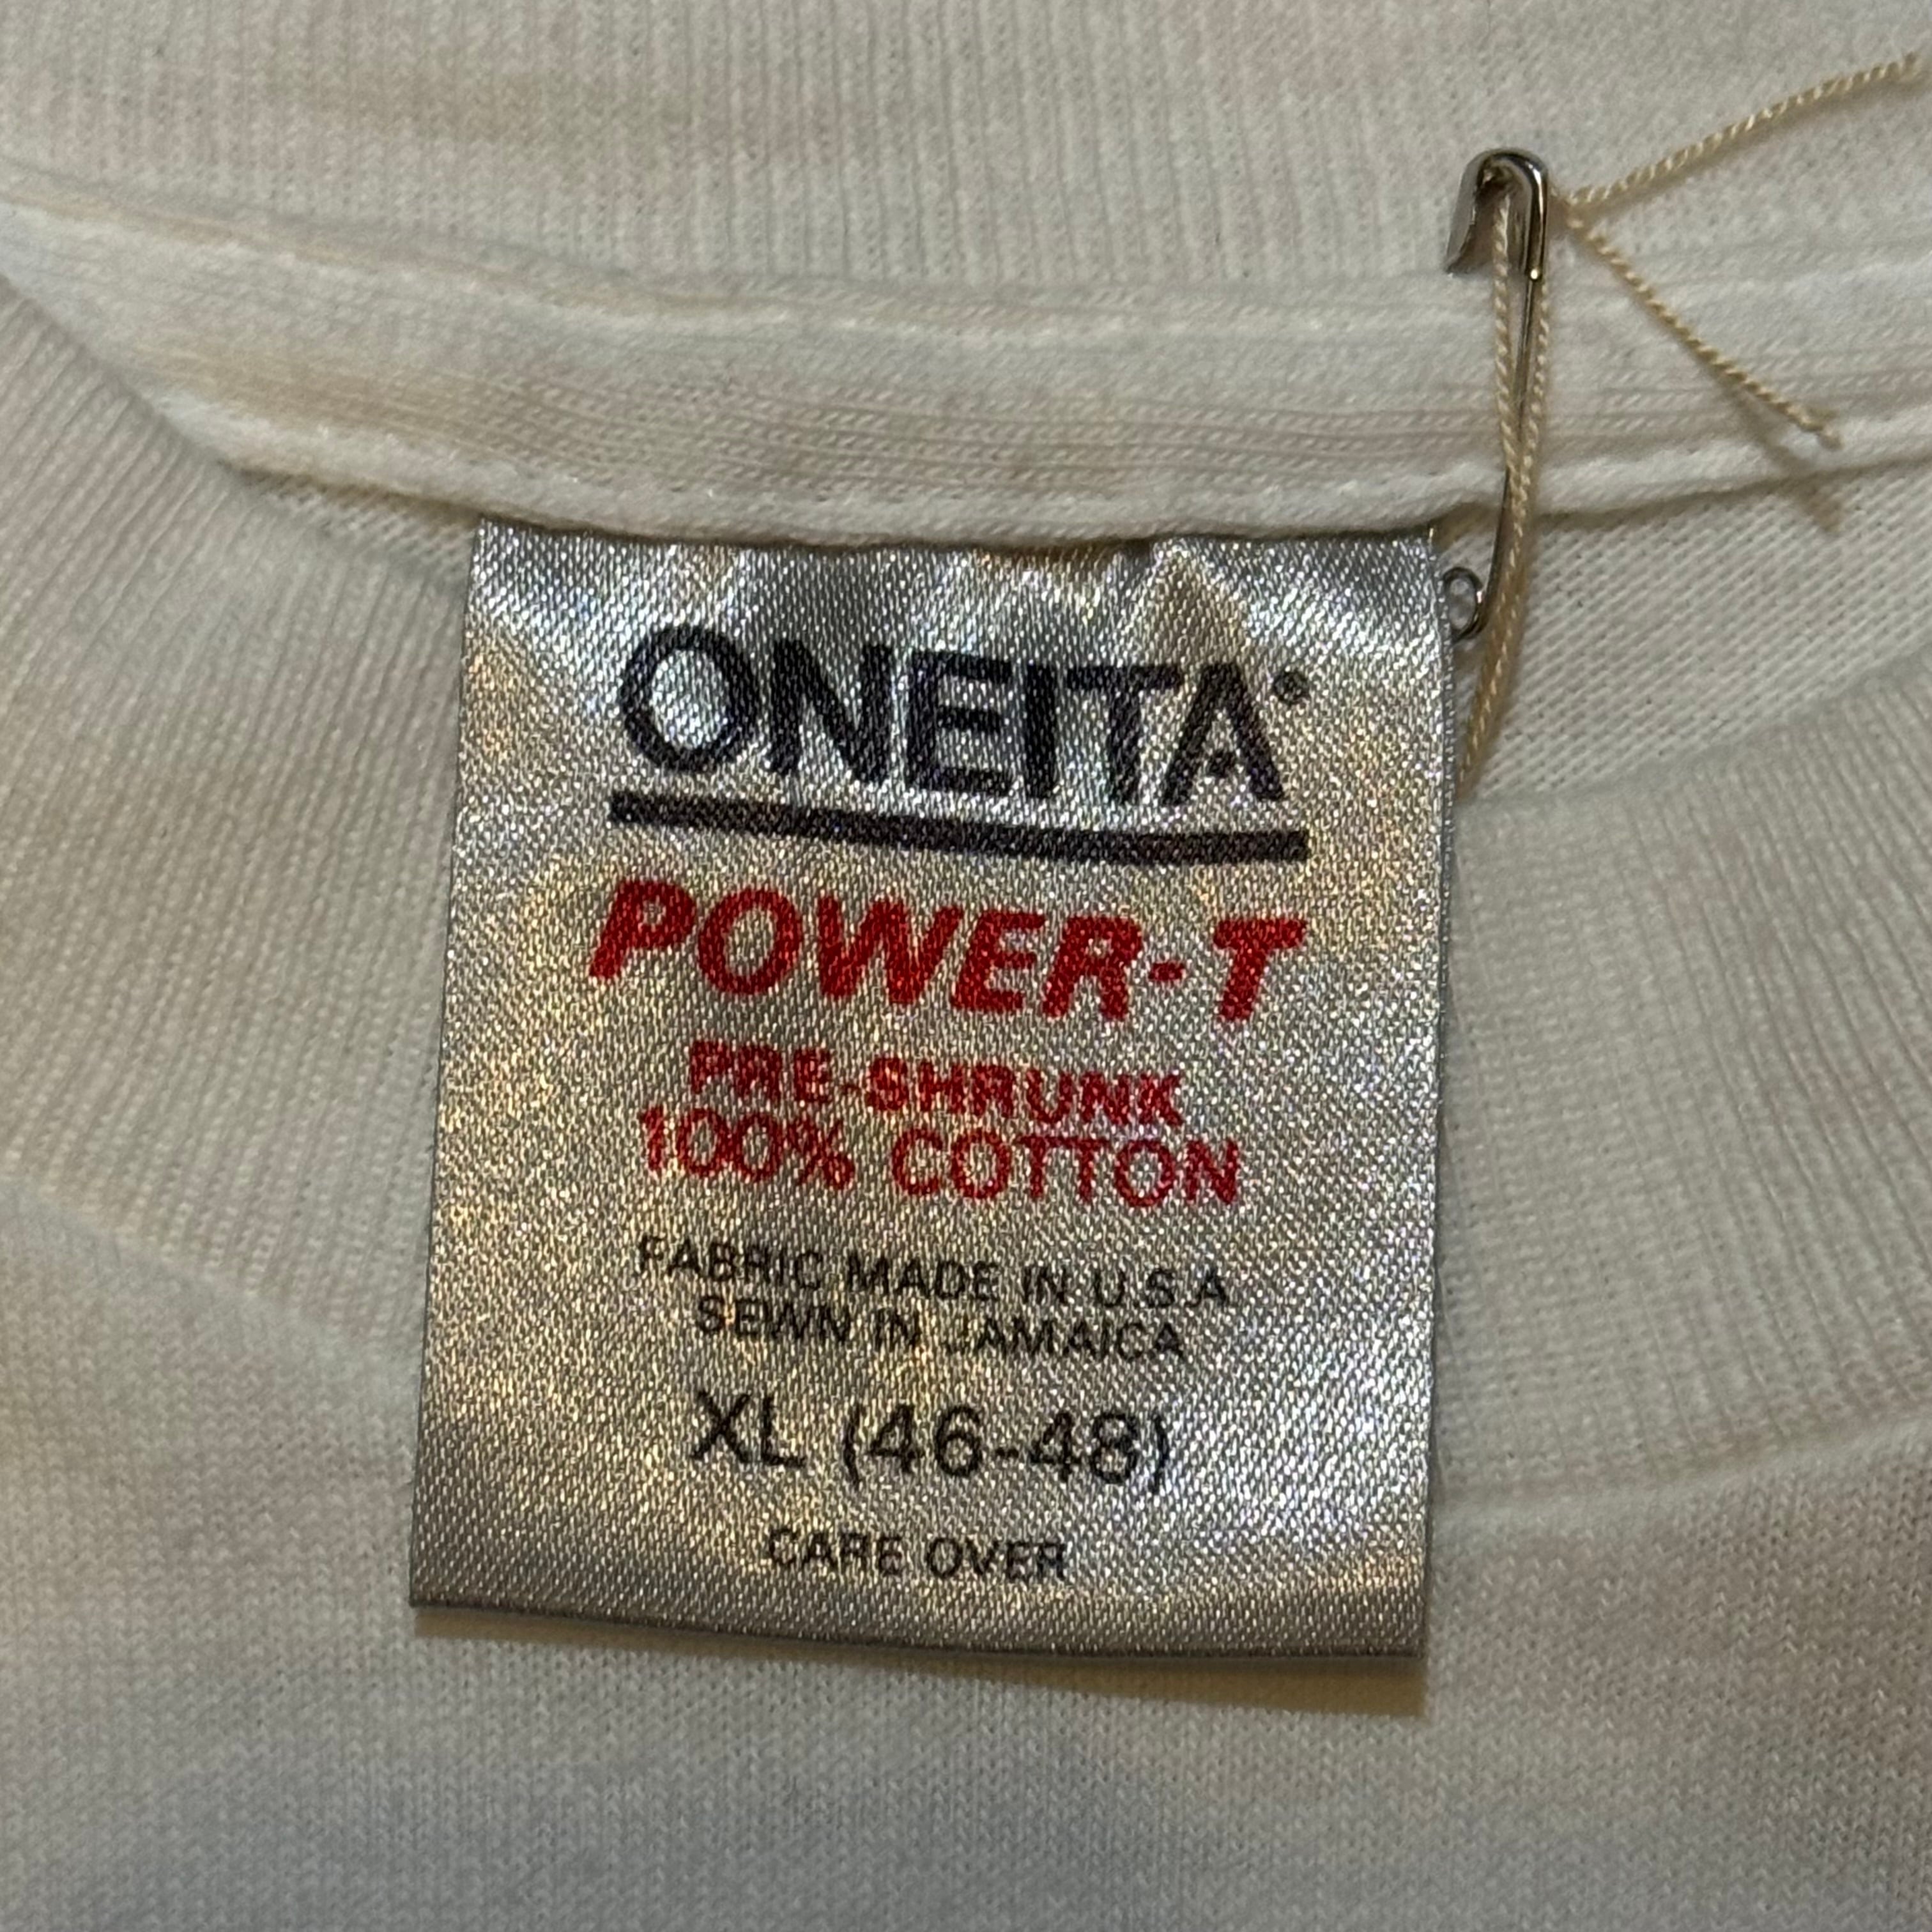 ONEITA®
POWER-T
PRE-SHRUNK
100% COTTON
FABRIC MADE IN U.S.A
SEWN IN JAMAICA
XL (46-48)
CARE OVER